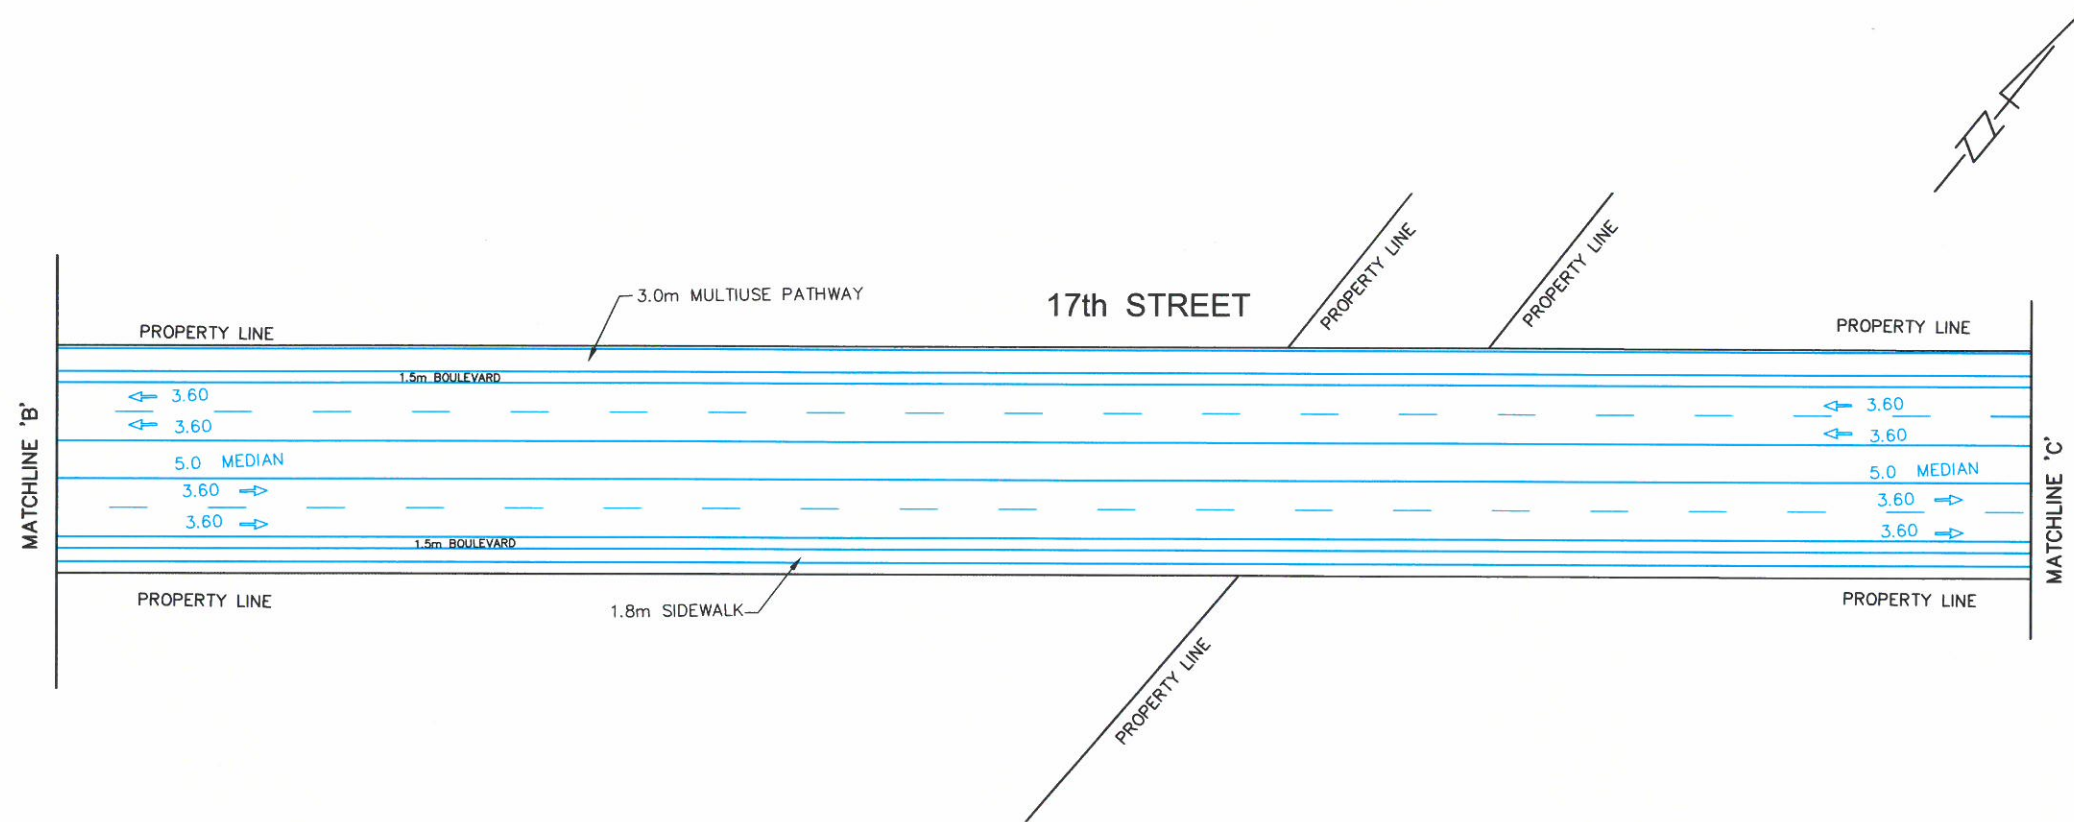 3.0m MULTIUSE PATHWAY
17th STREET
PROPERTY LINE
PROPERTY LINE
PROPERTY LINE
PROPERTY LINE
1.5m BOULEVARD
3.60
3.60
3.60
3.60
5.0 MEDIAN
5.0 MEDIAN
3.60
3.60
3.60
3.60
1.5m BOULEVARD
MATCHLINE 'B'
MATCHLINE 'C'
PROPERTY LINE
1.8m SIDEWALK
PROPERTY LINE
PROPERTY LINE
N